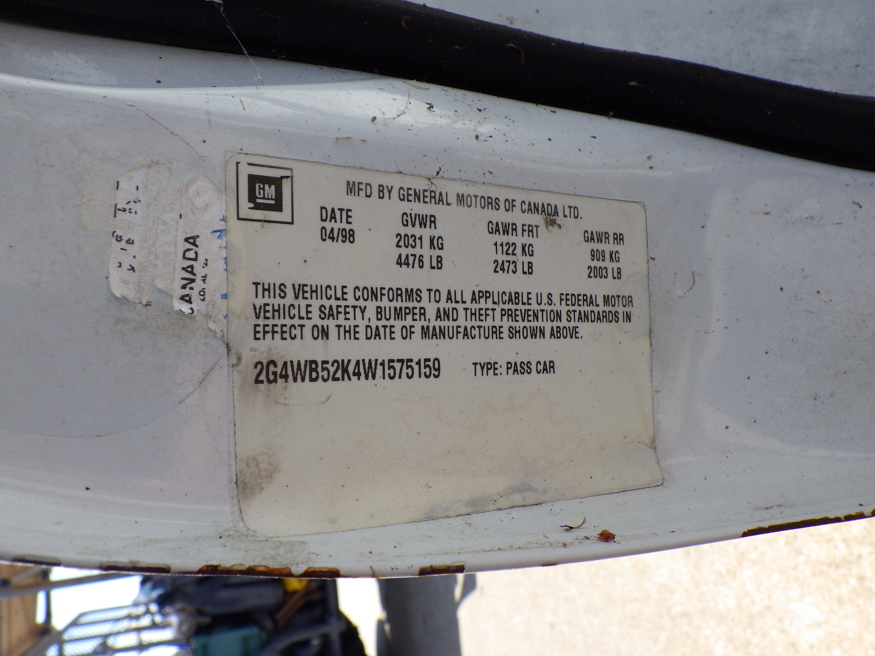 GM
MFD BY GENERAL MOTORS OF CANADA LTD.
DATE GVWR GAWR FRT GAWR RR
04/98 2031 KG 1122 KG 909 KG
4476 LB 2473 LB 2003 LB
THIS VEHICLE CONFORMS TO ALL APPLICABLE U.S. FEDERAL MOTOR
VEHICLE SAFETY, BUMPER, AND THEFT PREVENTION STANDARDS IN
EFFECT ON THE DATE OF MANUFACTURE SHOWN ABOVE.
2G4WB52K4W1575159 TYPE: PASS CAR
CANADA